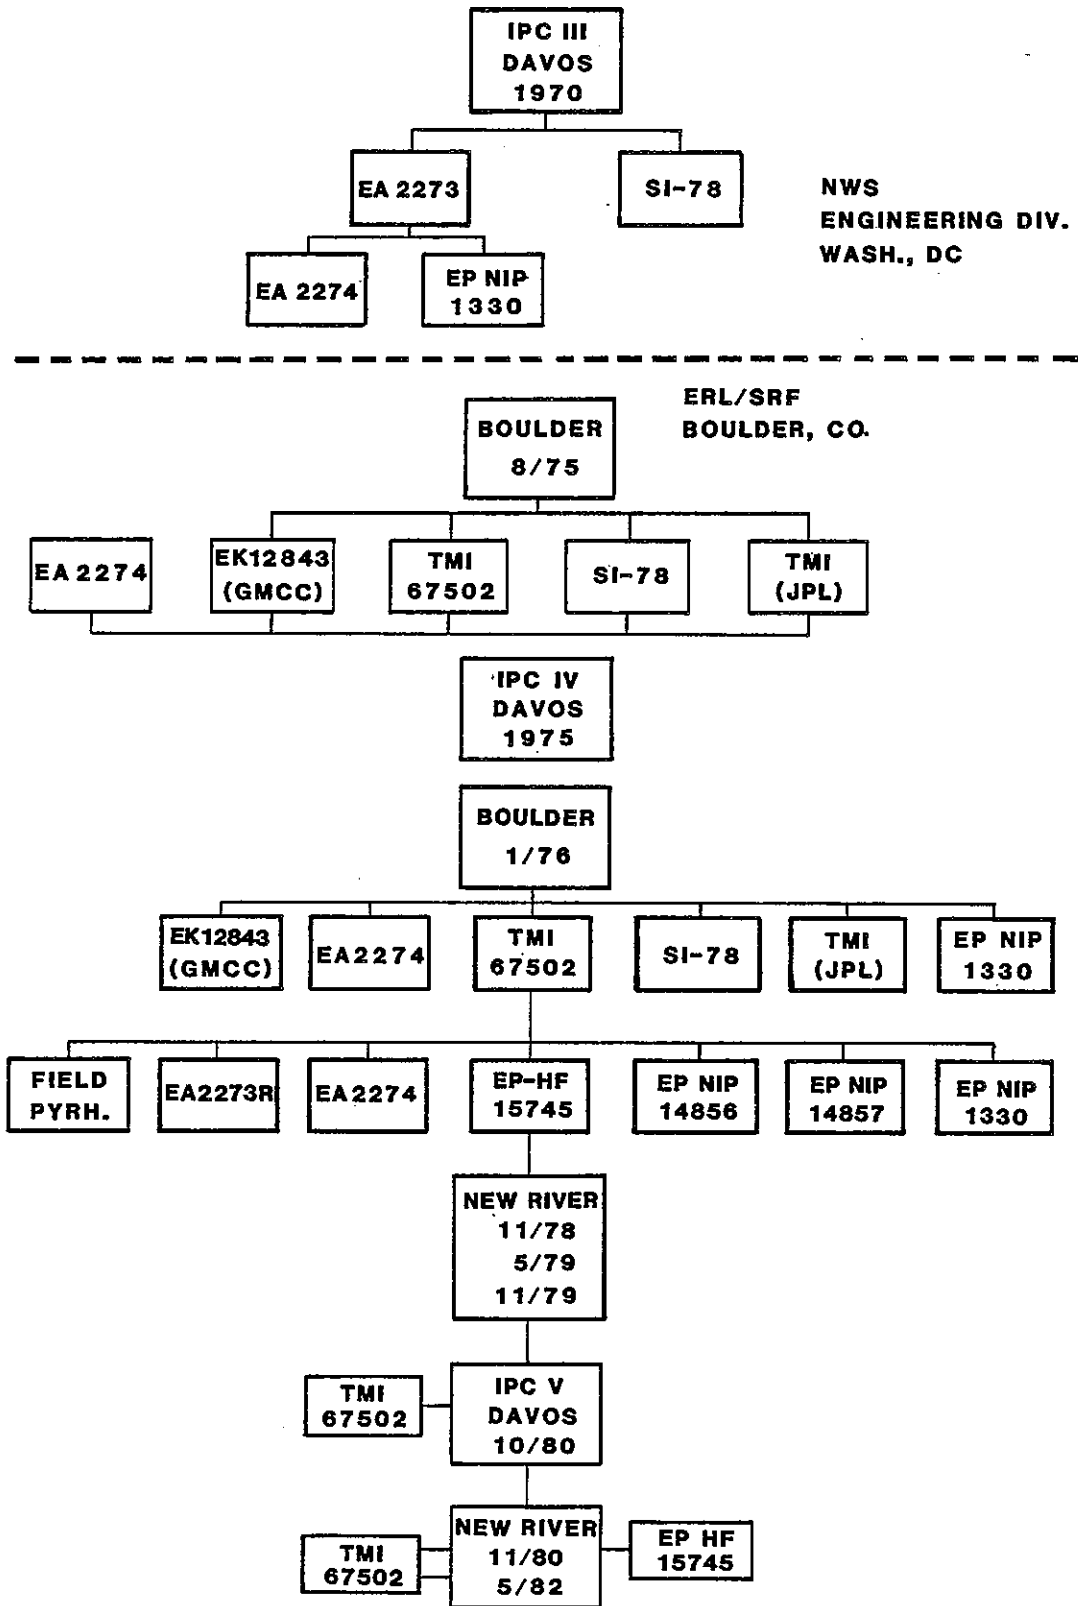 IPC III
DAVOS
1970
EA 2273
SI-78
NWS
ENGINEERING DIV.
WASH., DC
EA 2274
EP NIP
1330
ERL/SRF
BOULDER, CO.
BOULDER
8/75
EA 2274
EK12843
(GMCC)
TMI
67502
SI-78
TMI
(JPL)
IPC IV
DAVOS
1975
BOULDER
1/76
EK12843
(GMCC)
EA2274
TMI
67502
SI-78
TMI
(JPL)
EP NIP
1330
FIELD
PYRH.
EA2273R
EA2274
EP-HF
15745
EP NIP
14856
EP NIP
14857
EP NIP
1330
NEW RIVER
11/78
5/79
11/79
TMI
67502
IPC V
DAVOS
10/80
TMI
67502
NEW RIVER
11/80
5/82
EP HF
15745